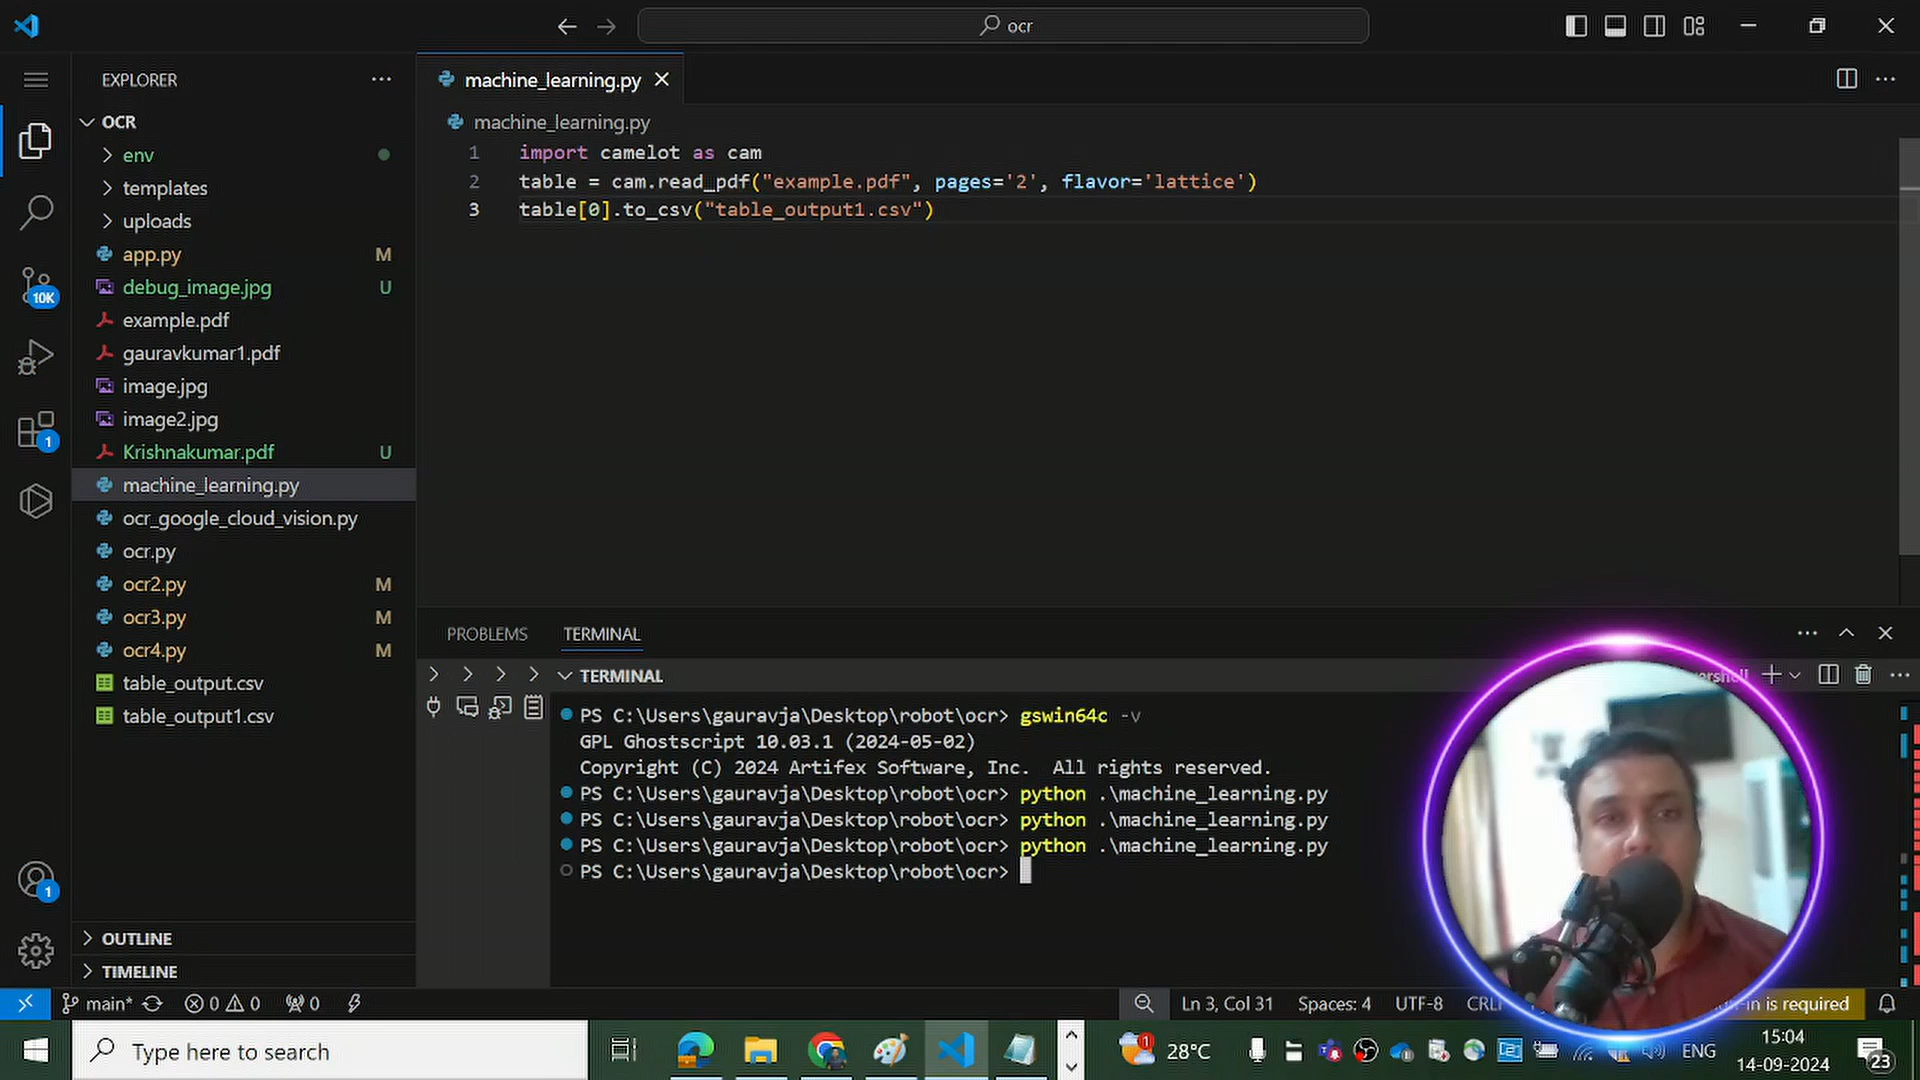 ocr
EXPLORER
OCR
env
templates
uploads
app.py M
debug_image.jpg U
example.pdf
gauravkumar1.pdf
image.jpg
image2.jpg
Krishnakumar.pdf U
machine_learning.py
ocr_google_cloud_vision.py
ocr.py
ocr2.py M
ocr3.py M
ocr4.py M
table_output.csv
table_output1.csv
OUTLINE
TIMELINE
10K
1
1
machine_learning.py
machine_learning.py
1 import camelot as cam
2 table = cam.read_pdf("example.pdf", pages='2', flavor='lattice')
3 table[0].to_csv("table_output1.csv")
PROBLEMS TERMINAL
TERMINAL
PS C:\Users\gauravja\Desktop\robot\ocr> gswin64c -v
GPL Ghostscript 10.03.1 (2024-05-02)
Copyright (C) 2024 Artifex Software, Inc.  All rights reserved.
PS C:\Users\gauravja\Desktop\robot\ocr> python .\machine_learning.py
PS C:\Users\gauravja\Desktop\robot\ocr> python .\machine_learning.py
PS C:\Users\gauravja\Desktop\robot\ocr> python .\machine_learning.py
PS C:\Users\gauravja\Desktop\robot\ocr>
main* 0 0 0 Ln 3, Col 31 Spaces: 4 UTF-8 is required
Type here to search 1 28°C ENG 15:04
14-09-2024 23